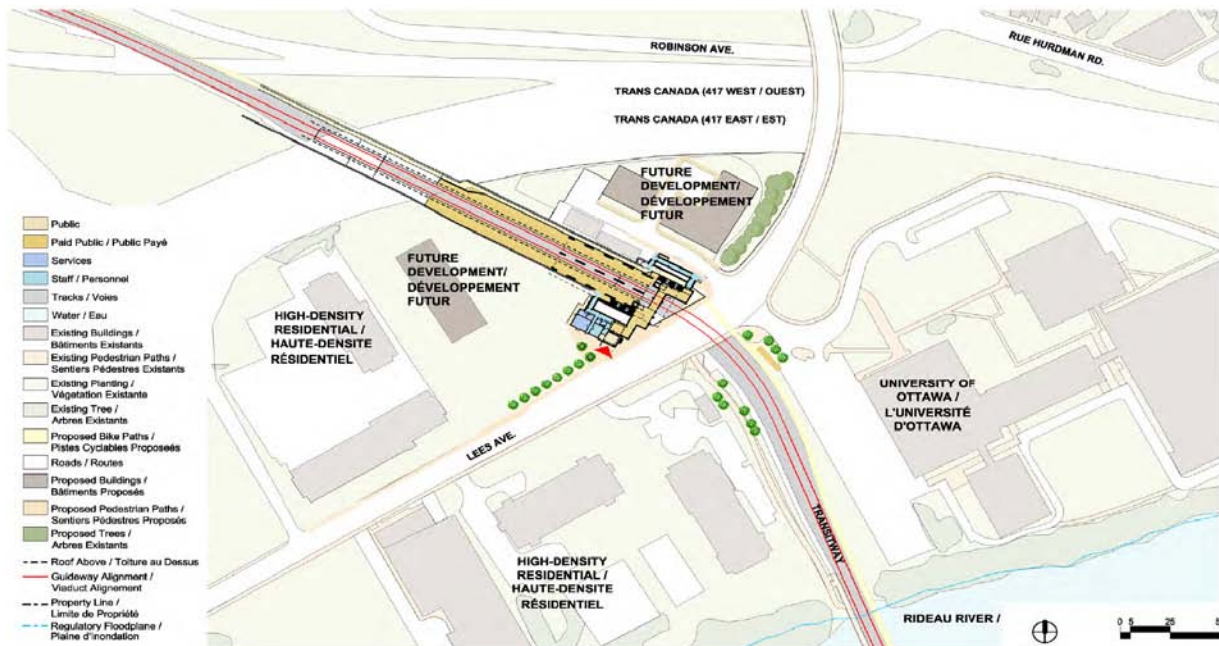 ROBINSON AVE.
RUE HURDMAN RD.
TRANS CANADA (417 WEST / OUEST)
TRANS CANADA (417 EAST / EST)
FUTURE
DEVELOPMENT/
DÉVELOPPEMENT
FUTUR
FUTURE
DEVELOPMENT/
DÉVELOPPEMENT
FUTUR
HIGH-DENSITY
RESIDENTIAL /
HAUTE-DENSITE
RÉSIDENTIEL
UNIVERSITY OF
OTTAWA /
L'UNIVERSITÉ
D'OTTAWA
LEES AVE.
TRANSITWAY
HIGH-DENSITY
RESIDENTIAL /
HAUTE-DENSITE
RÉSIDENTIEL
RIDEAU RIVER /
Public
Paid Public / Public Payé
Services
Staff / Personnel
Tracks / Voies
Water / Eau
Existing Buildings /
Bâtiments Existants
Existing Pedestrian Paths /
Sentiers Pédestres Existants
Existing Planting /
Végétation Existante
Existing Tree /
Arbres Existants
Proposed Bike Paths /
Pistes Cyclables Proposeés
Roads / Routes
Proposed Buildings /
Bâtiments Proposés
Proposed Pedestrian Paths /
Sentiers Pédestres Proposés
Proposed Trees /
Arbres Existants
Roof Above / Toiture au Dessus
Guideway Alignment /
Viaduct Alignement
Property Line /
Limite de Propriété
Regulatory Floodplane /
Plaine d'inondation
0 5 25